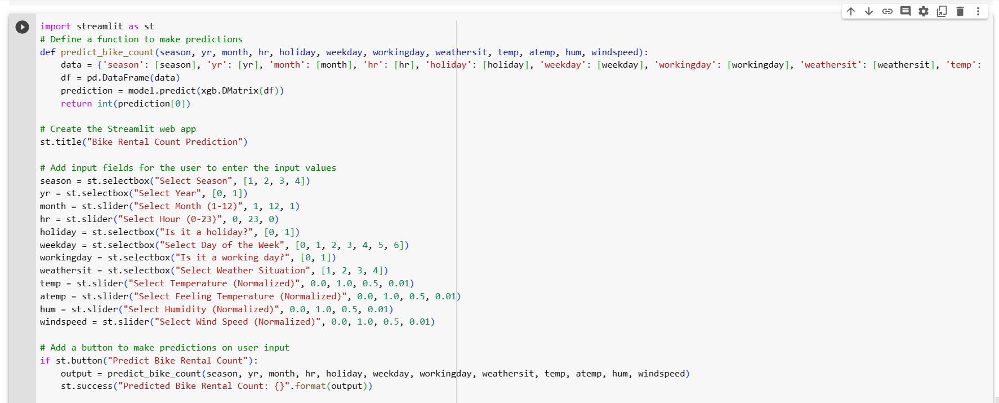 import streamlit as st
# Define a function to make predictions
def predict_bike_count(season, yr, month, hr, holiday, weekday, workingday, weathersit, temp, atemp, hum, windspeed):
    data = {'season': [season], 'yr': [yr], 'month': [month], 'hr': [hr], 'holiday': [holiday], 'weekday': [weekday], 'workingday': [workingday], 'weathersit': [weathersit], 'temp':
    df = pd.DataFrame(data)
    prediction = model.predict(xgb.DMatrix(df))
    return int(prediction[0])

# Create the Streamlit web app
st.title("Bike Rental Count Prediction")

# Add input fields for the user to enter the input values
season = st.selectbox("Select Season", [1, 2, 3, 4])
yr = st.selectbox("Select Year", [0, 1])
month = st.slider("Select Month (1-12)", 1, 12, 1)
hr = st.slider("Select Hour (0-23)", 0, 23, 0)
holiday = st.selectbox("Is it a holiday?", [0, 1])
weekday = st.selectbox("Select Day of the Week", [0, 1, 2, 3, 4, 5, 6])
workingday = st.selectbox("Is it a working day?", [0, 1])
weathersit = st.selectbox("Select Weather Situation", [1, 2, 3, 4])
temp = st.slider("Select Temperature (Normalized)", 0.0, 1.0, 0.5, 0.01)
atemp = st.slider("Select Feeling Temperature (Normalized)", 0.0, 1.0, 0.5, 0.01)
hum = st.slider("Select Humidity (Normalized)", 0.0, 1.0, 0.5, 0.01)
windspeed = st.slider("Select Wind Speed (Normalized)", 0.0, 1.0, 0.5, 0.01)

# Add a button to make predictions on user input
if st.button("Predict Bike Rental Count"):
    output = predict_bike_count(season, yr, month, hr, holiday, weekday, workingday, weathersit, temp, atemp, hum, windspeed)
    st.success("Predicted Bike Rental Count: {}".format(output))